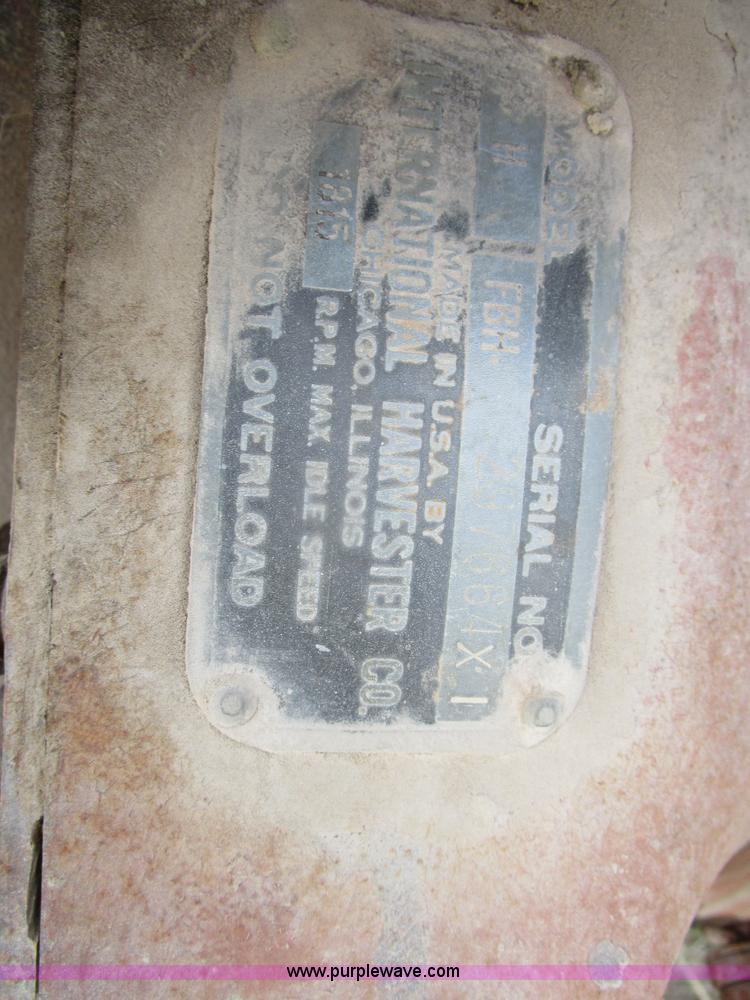 MODEL SERIAL NO
H FBH 207664X1
MADE IN U.S.A. BY
INTERNATIONAL HARVESTER CO.
CHICAGO, ILLINOIS
1815 R.P.M. MAX. IDLE SPEED
NOT OVERLOAD
www.purplewave.com